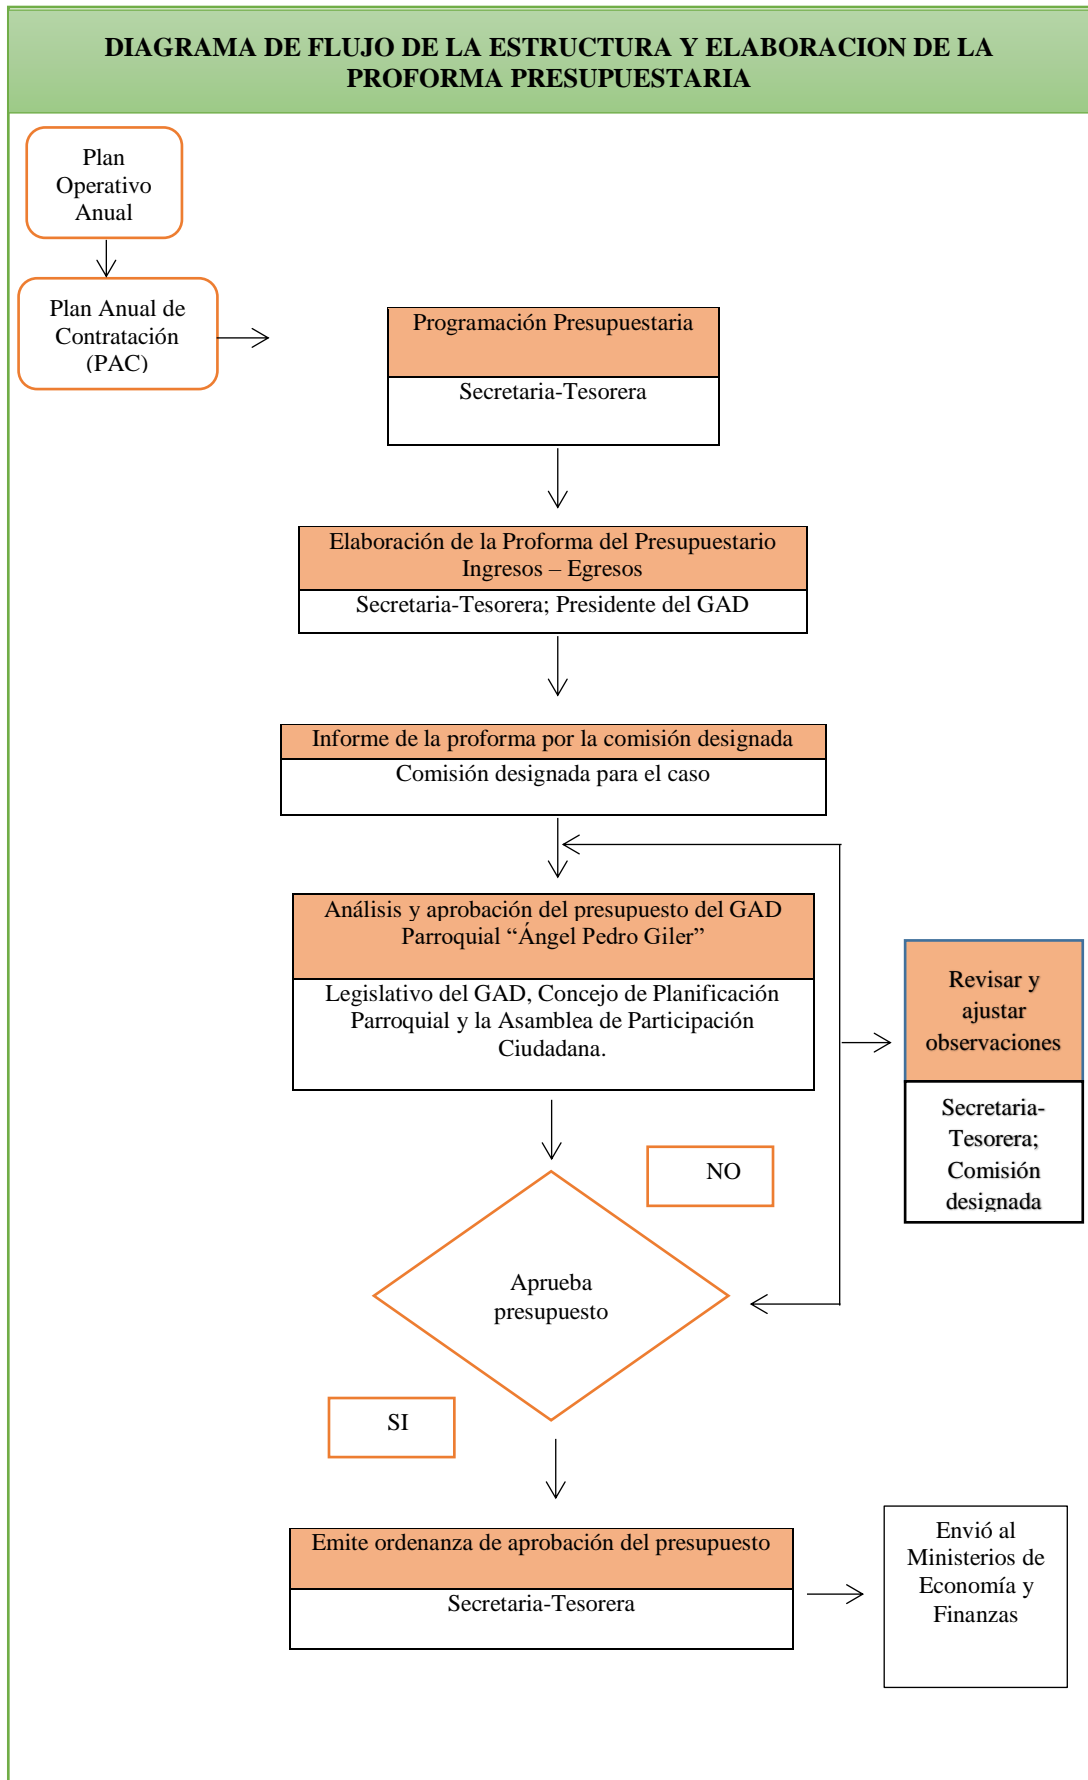 DIAGRAMA DE FLUJO DE LA ESTRUCTURA Y ELABORACION DE LA
PROFORMA PRESUPUESTARIA
Plan
Operativo
Anual
Plan Anual de
Contratación
(PAC)
Programación Presupuestaria
Secretaria-Tesorera
Elaboración de la Proforma del Presupuestario
Ingresos – Egresos
Secretaria-Tesorera; Presidente del GAD
Informe de la proforma por la comisión designada
Comisión designada para el caso
Análisis y aprobación del presupuesto del GAD
Parroquial “Ángel Pedro Giler”
Legislativo del GAD, Concejo de Planificación
Parroquial y la Asamblea de Participación
Ciudadana.
Revisar y
ajustar
observaciones
Secretaria-
Tesorera;
Comisión
designada
NO
Aprueba
presupuesto
SI
Emite ordenanza de aprobación del presupuesto
Secretaria-Tesorera
Envió al
Ministerios de
Economía y
Finanzas